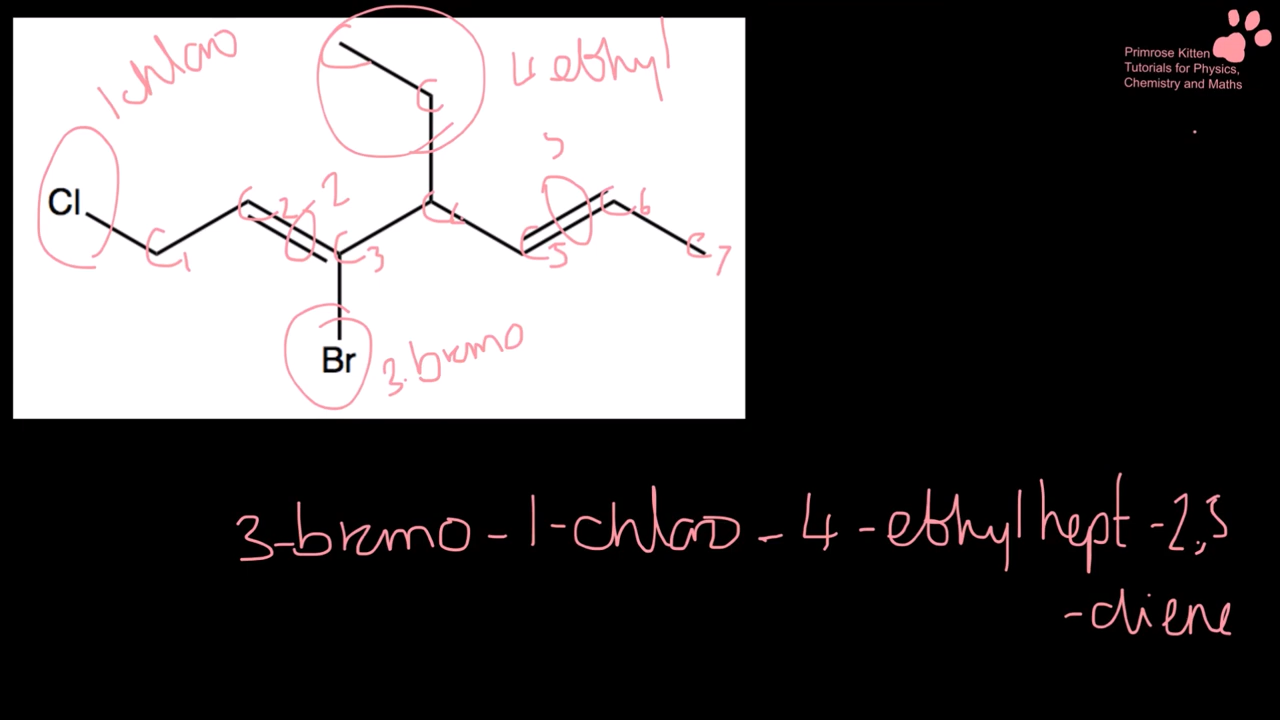 Primrose Kitten
Tutorials for Physics,
Chemistry and Maths
1 chloro
4 ethyl
C
C
5
Cl
C2
2
C4
C6
C1
C3
C5
C7
Br
3.bromo
3-bromo-1-chloro-4-ethylhept-2,5
-diene